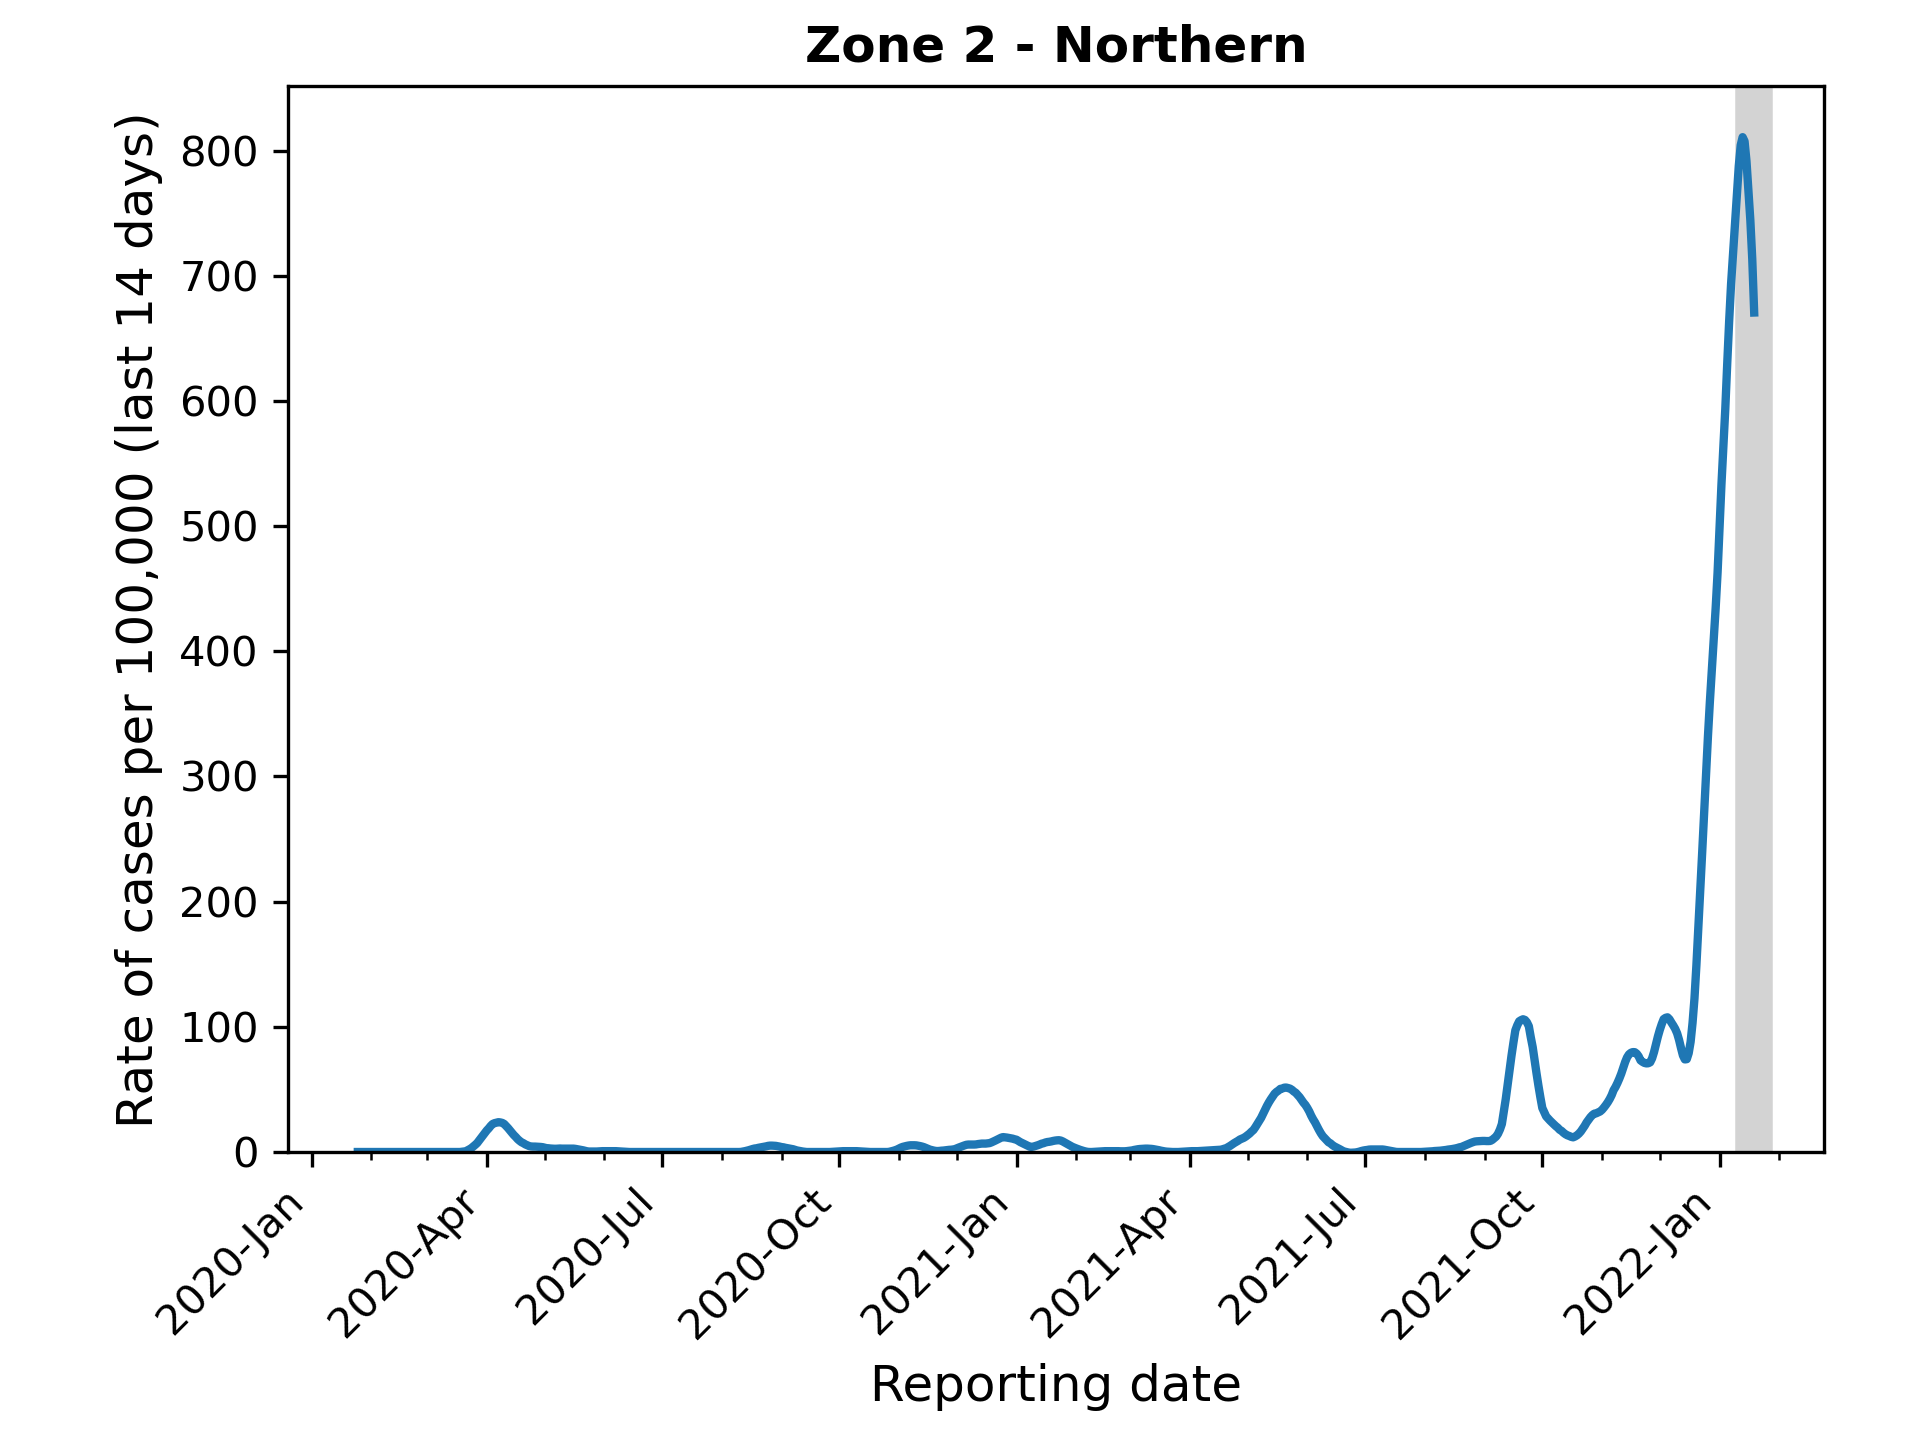 Zone 2 - Northern
Rate of cases per 100,000 (last 14 days)
800
700
600
500
400
300
200
100
0
2020-Jan
2020-Apr
2020-Jul
2020-Oct
2021-Jan
2021-Apr
2021-Jul
2021-Oct
2022-Jan
Reporting date